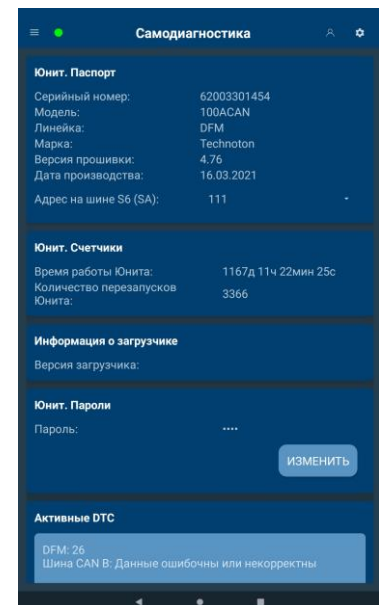 Самодиагностика
Юнит. Паспорт
Серийный номер: 62003301454
Модель: 100ACAN
Линейка: DFM
Марка: Technoton
Версия прошивки: 4.76
Дата производства: 16.03.2021
Адрес на шине S6 (SA): 111
Юнит. Счетчики
Время работы Юнита: 1167д 11ч 22мин 25с
Количество перезапусков
Юнита: 3366
Информация о загрузчике
Версия загрузчика:
Юнит. Пароли
Пароль: ····
ИЗМЕНИТЬ
Активные DTC
DFM: 26
Шина CAN B: Данные ошибочны или некорректны